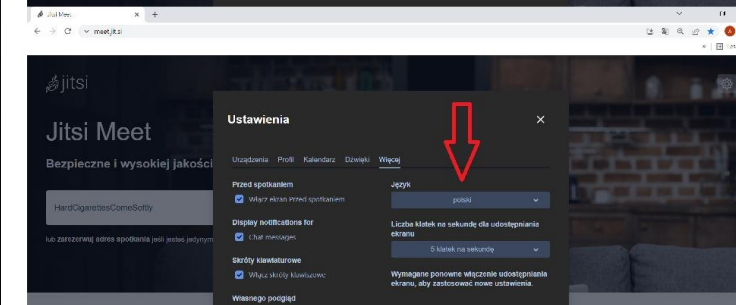 Jitsi Meet
meet.jit.si
jitsi
Jitsi Meet
Bezpieczne i wysokiej jakości
HardCigarettesComeSoftly
lub zarezerwuj adres spotkania jeśli jesteś jedynym
Ustawienia
Urządzenia Profil Kalendarz Dźwięki Więcej
Przed spotkaniem
Włącz ekran Przed spotkaniem
Display notifications for
Chat messages
Skróty klawiaturowe
Włącz skróty klawiszowe
Własnego podgląd
Język
polski
Liczba klatek na sekundę dla udostępniania
ekranu
5 klatek na sekundę
Wymagane ponowne włączenie udostępniania
ekranu, aby zastosować nowe ustawienia.